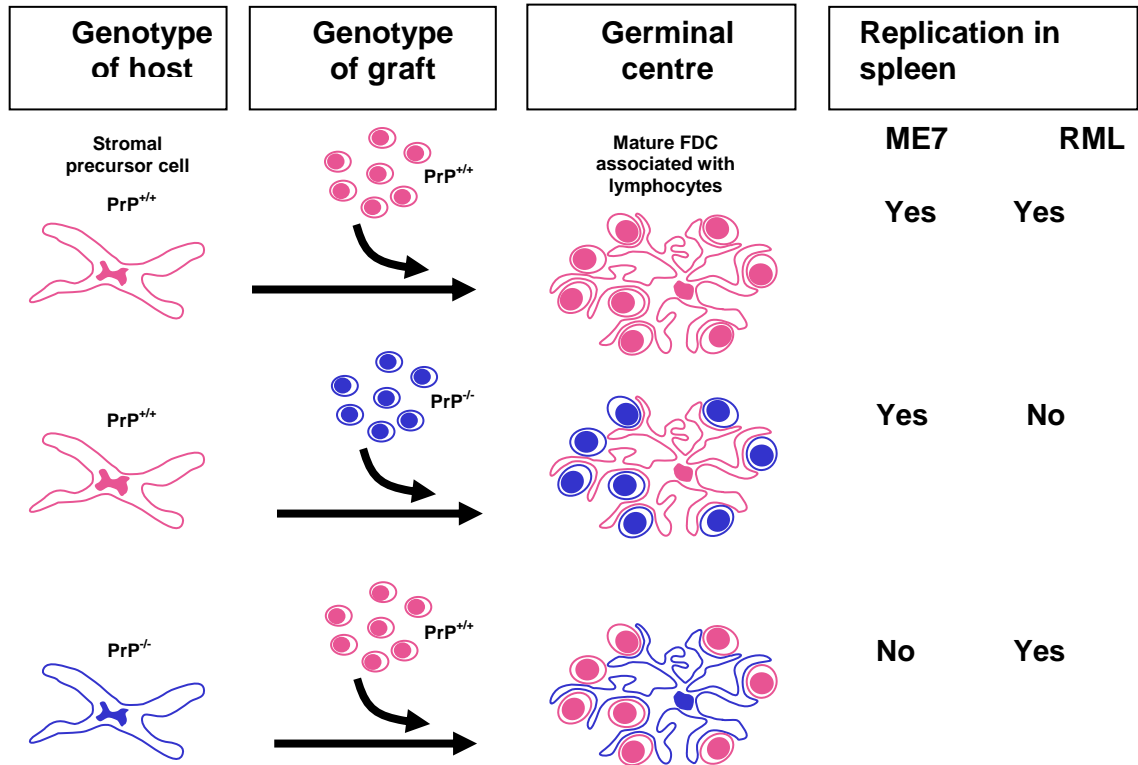 Genotype
of host
Genotype
of graft
Germinal
centre
Replication in
spleen
Stromal
precursor cell
PrP+/+
PrP+/+
Mature FDC
associated with
lymphocytes
ME7 RML
Yes Yes
PrP+/+
PrP-/-
Yes No
PrP-/-
PrP+/+
No Yes